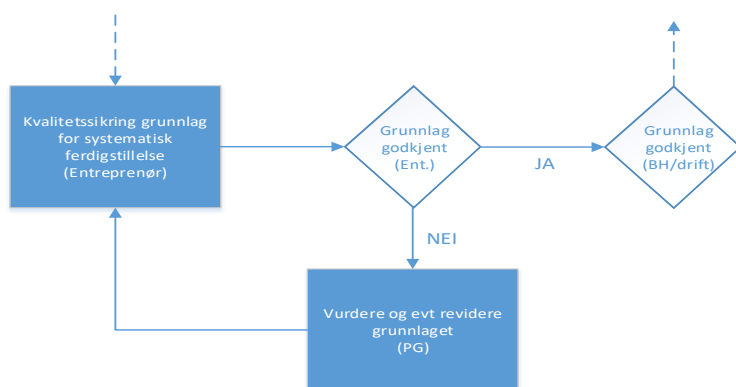 Kvalitetssikring grunnlag
for systematisk
ferdigstillelse
(Entreprenør)
Grunnlag
godkjent
(Ent.)
JA
Grunnlag
godkjent
(BH/drift)
NEI
Vurdere og evt revidere
grunnlaget
(PG)